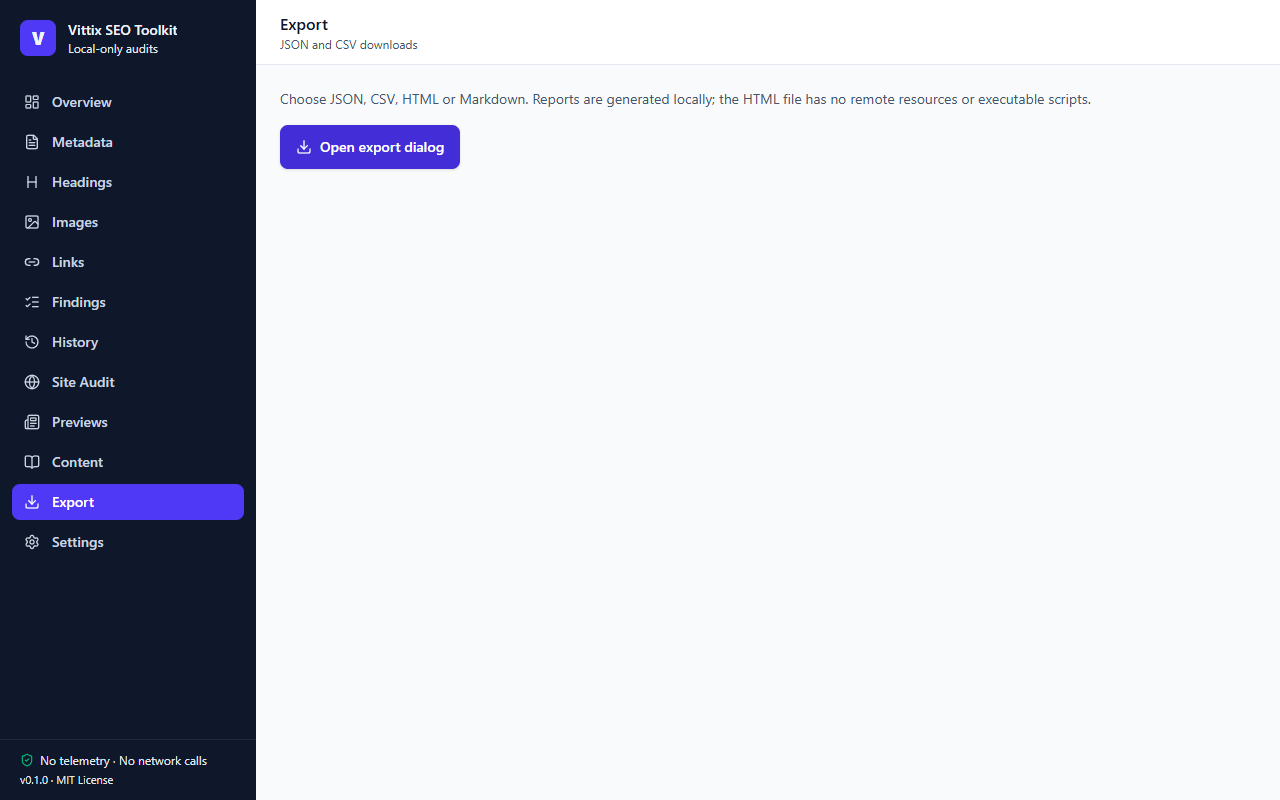 V
Vittix SEO Toolkit
Local-only audits
Overview
Metadata
Headings
Images
Links
Findings
History
Site Audit
Previews
Content
Export
Settings
No telemetry · No network calls
v0.1.0 · MIT License
Export
JSON and CSV downloads
Choose JSON, CSV, HTML or Markdown. Reports are generated locally; the HTML file has no remote resources or executable scripts.
Open export dialog